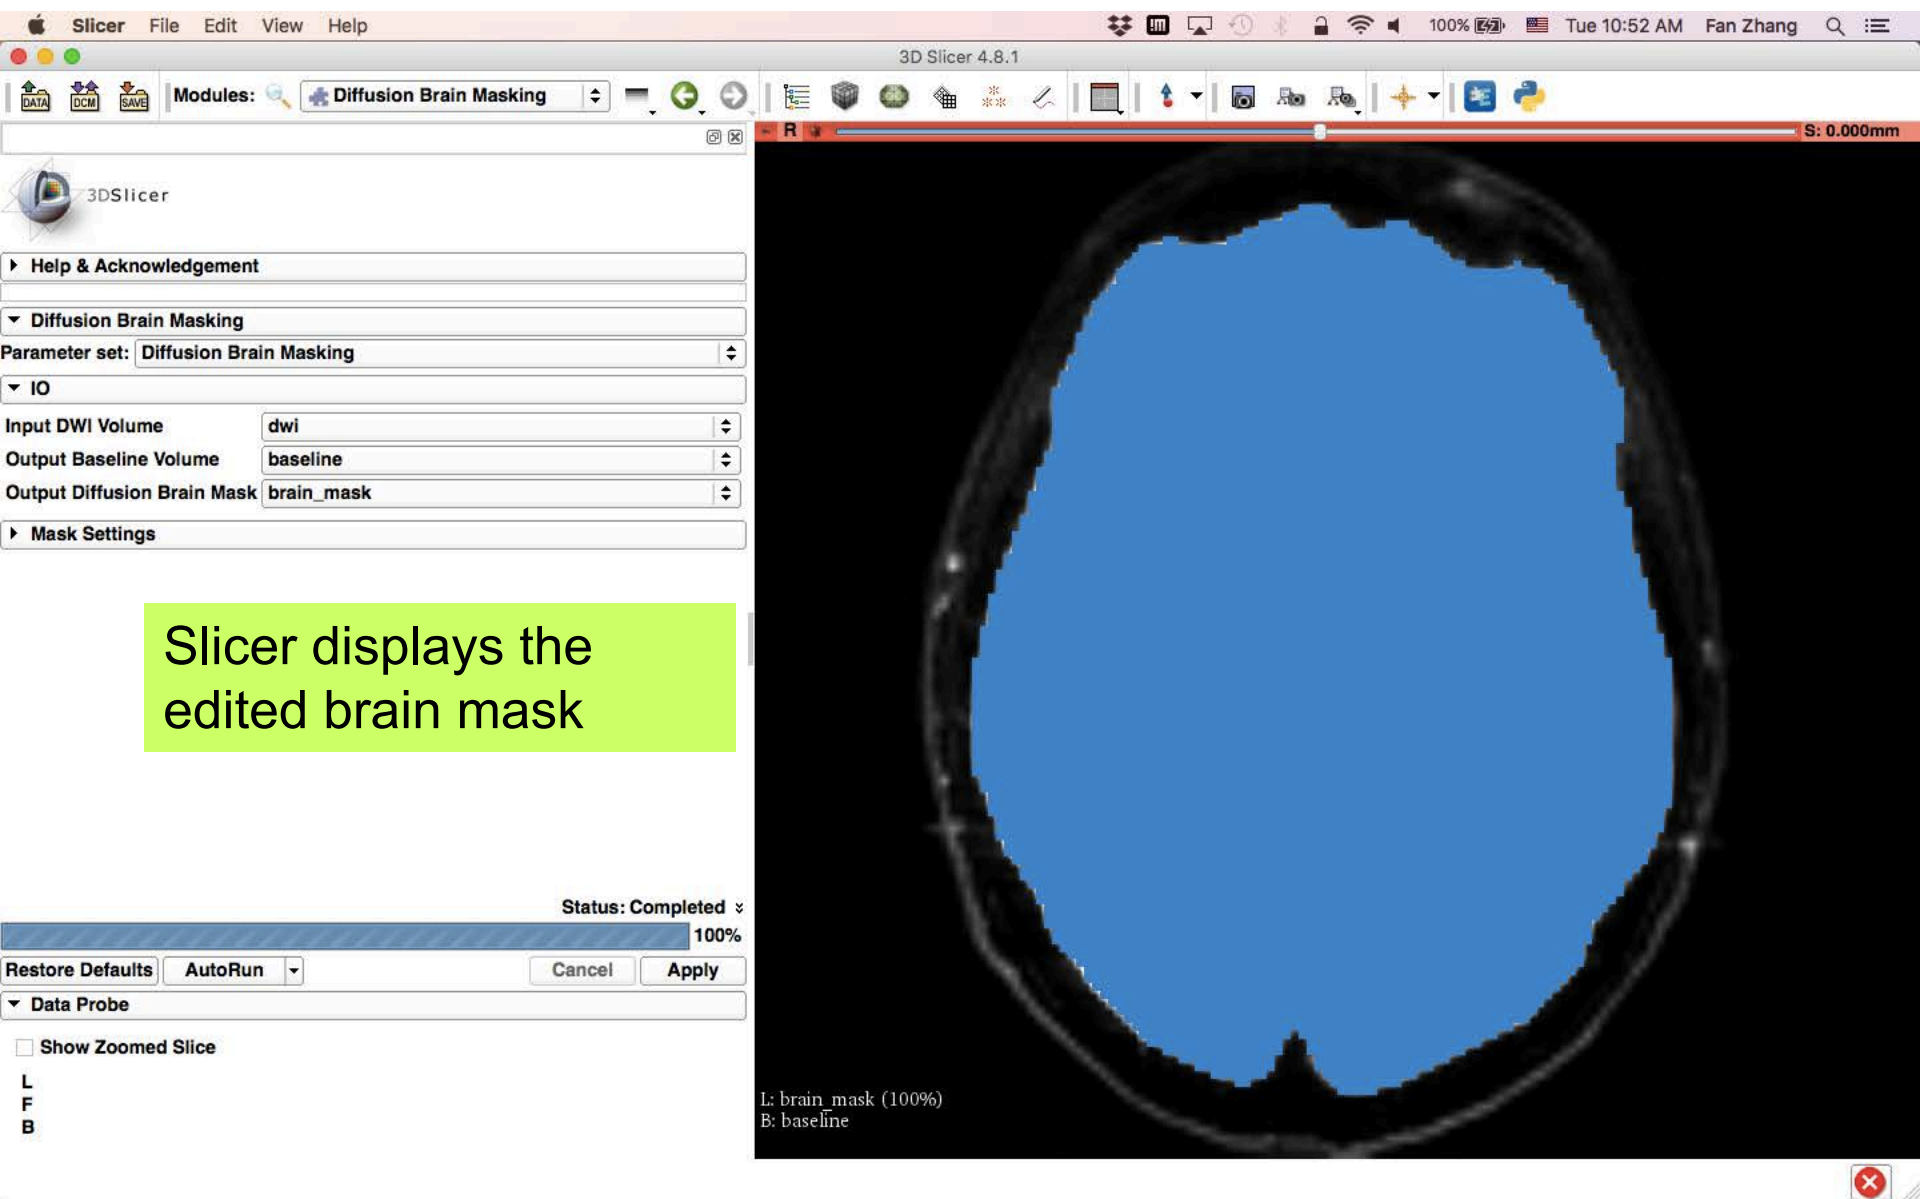 Slicer File Edit View Help 100% Tue 10:52 AM Fan Zhang
3D Slicer 4.8.1
DATA DCM SAVE Modules: Diffusion Brain Masking
R S: 0.000mm
3DSlicer
Help & Acknowledgement
Diffusion Brain Masking
Parameter set: Diffusion Brain Masking
IO
Input DWI Volume dwi
Output Baseline Volume baseline
Output Diffusion Brain Mask brain_mask
Mask Settings
Slicer displays the
edited brain mask
Status: Completed
100%
Restore Defaults AutoRun Cancel Apply
Data Probe
Show Zoomed Slice
L
F
B
L: brain_mask (100%)
B: baseline